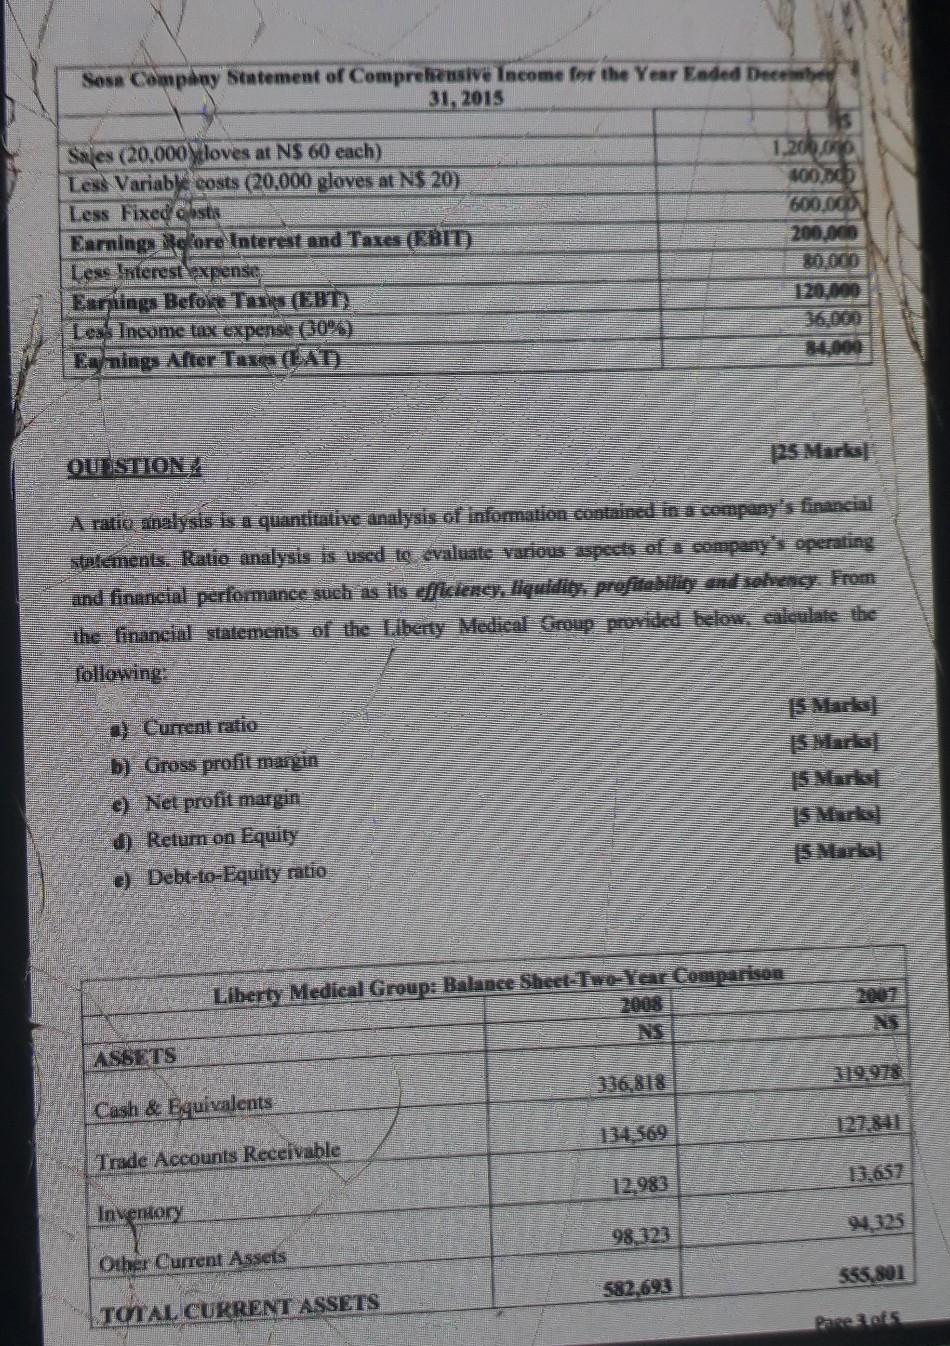 Sosa Company Statement of Comprehensive Income for the Year Ended December
31, 2015
N$
Sales (20,000 gloves at N$ 60 each) 1,200,000
Less Variable costs (20,000 gloves at N$ 20) 400,000
Less Fixed costs 600,000
Earnings Before Interest and Taxes (EBIT) 200,000
Less Interest expense 80,000
Earnings Before Taxes (EBT) 120,000
Less Income tax expense (30%) 36,000
Earnings After Taxes (EAT) 84,000
QUESTION 4 [25 Marks]
A ratio analysis is a quantitative analysis of information contained in a company's financial
statements. Ratio analysis is used to evaluate various aspects of a company's operating
and financial performance such as its efficiency, liquidity, profitability and solvency. From
the financial statements of the Liberty Medical Group provided below, calculate the
following:
a) Current ratio [5 Marks]
b) Gross profit margin [5 Marks]
c) Net profit margin [5 Marks]
d) Return on Equity [5 Marks]
e) Debt-to-Equity ratio [5 Marks]
Liberty Medical Group: Balance Sheet-Two-Year Comparison
2008 2007
ASSETS N$ N$
Cash & Equivalents 336,818 319,978
Trade Accounts Receivable 134,569 127,841
Inventory 12,983 13,657
Other Current Assets 98,323 94,325
TOTAL CURRENT ASSETS 582,693 555,801
Page 3 of 5